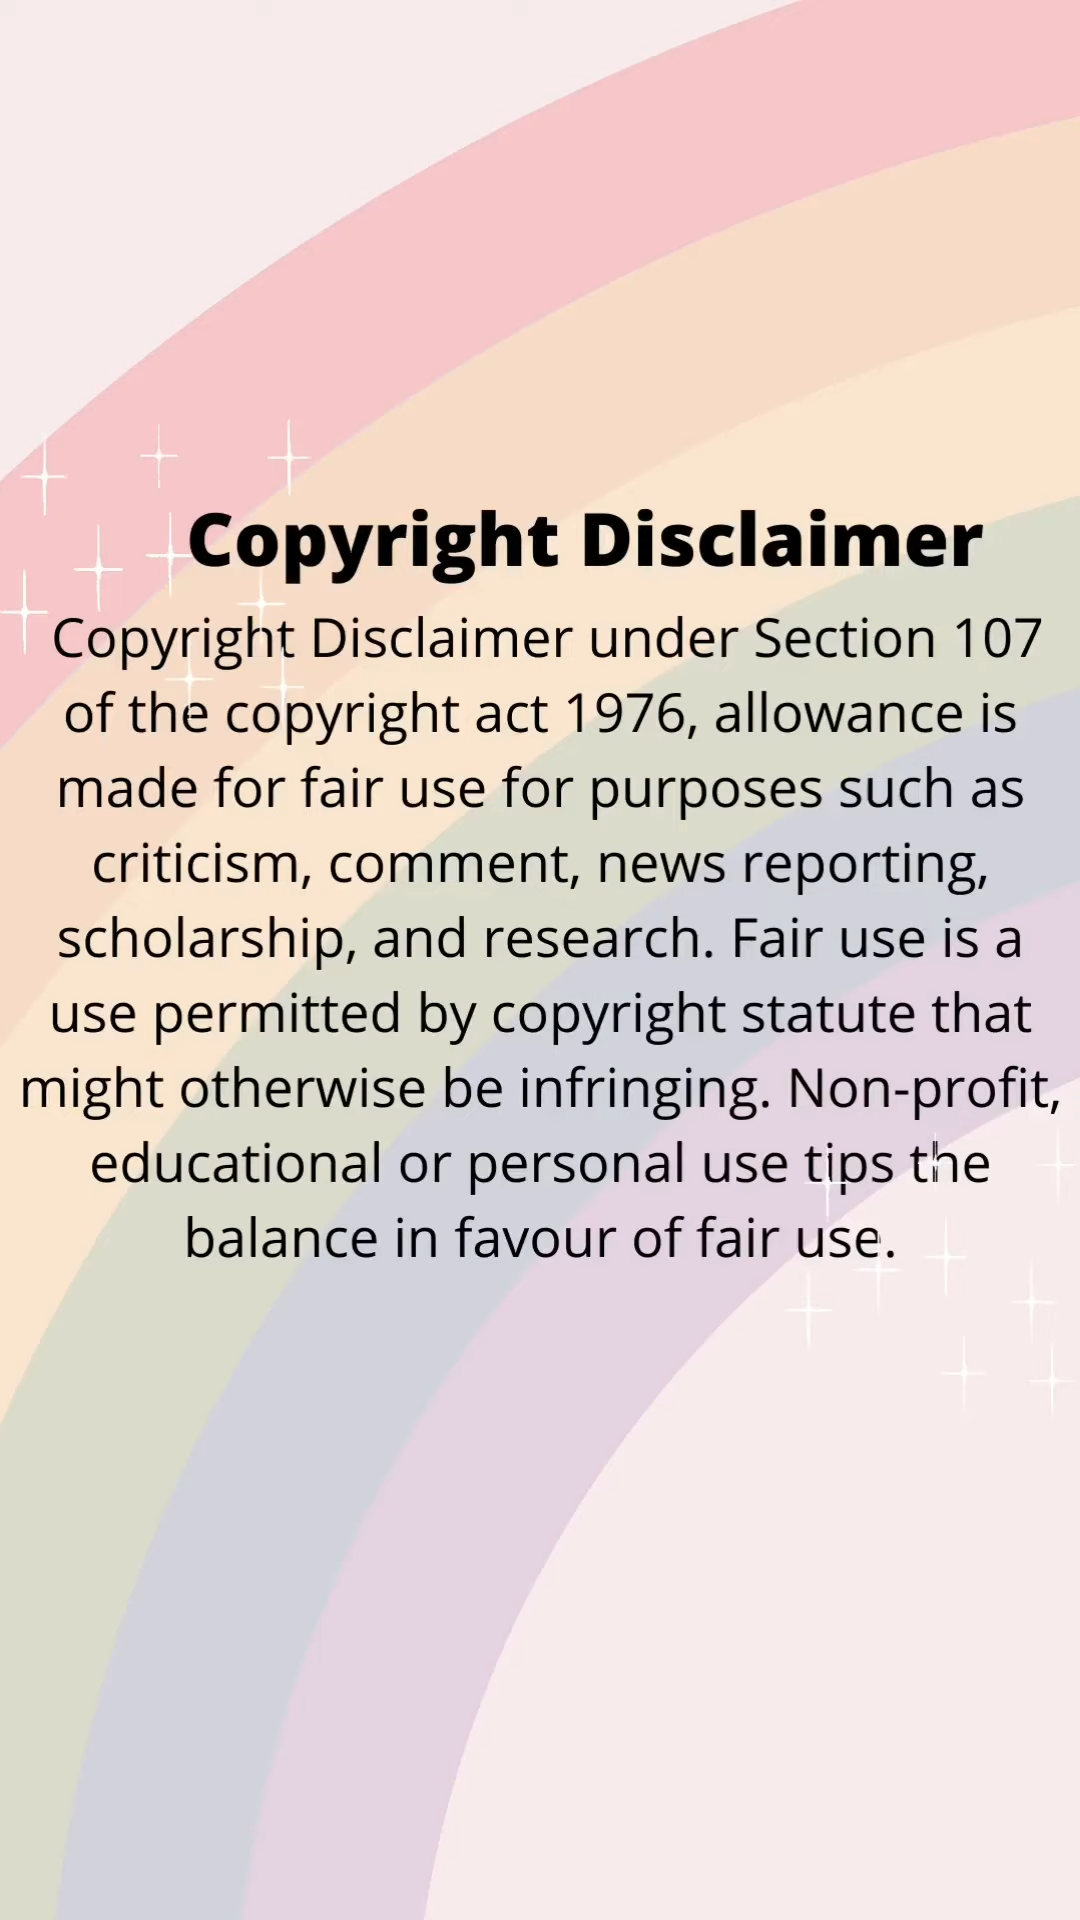 Copyright Disclaimer
Copyright Disclaimer under Section 107
of the copyright act 1976, allowance is
made for fair use for purposes such as
criticism, comment, news reporting,
scholarship, and research. Fair use is a
use permitted by copyright statute that
might otherwise be infringing. Non-profit,
educational or personal use tips the
balance in favour of fair use.